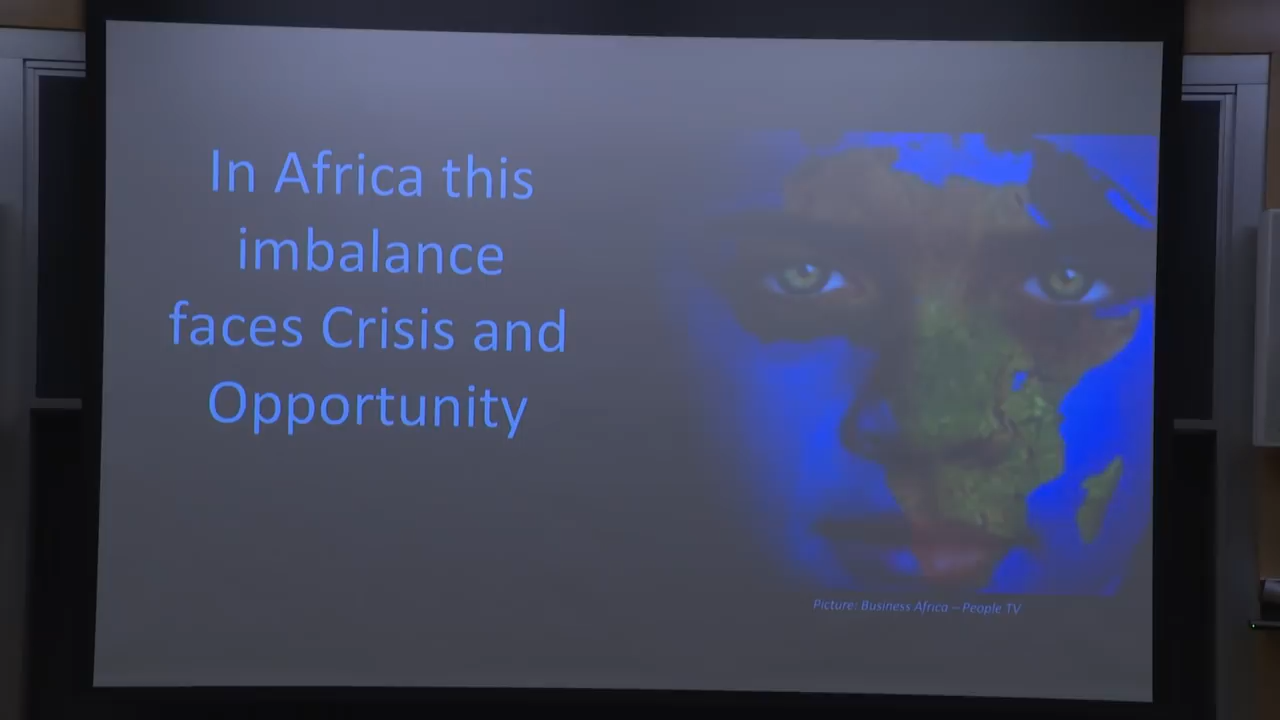 In Africa this
imbalance
faces Crisis and
Opportunity
Picture: Business Africa – People TV